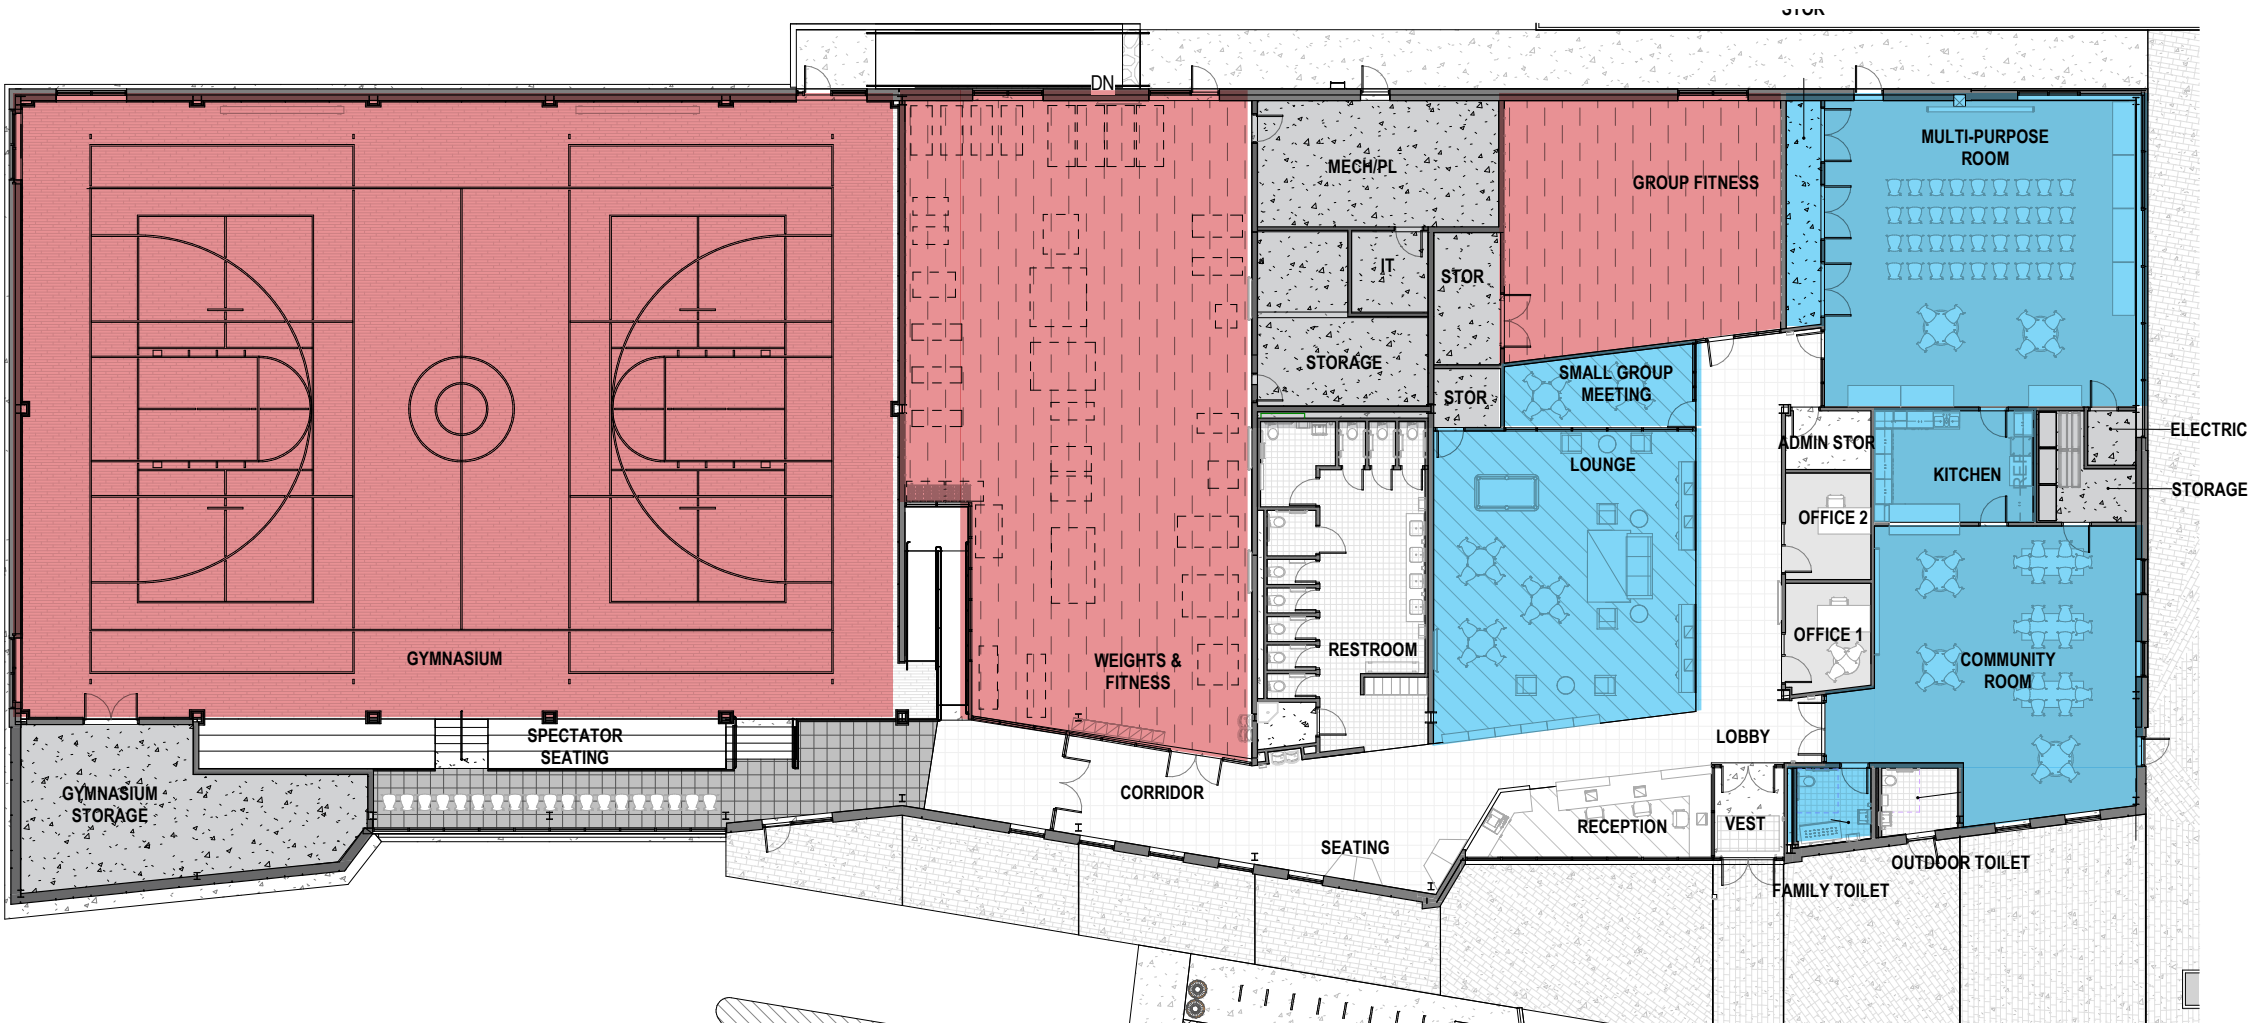 STOR
DN
MULTI-PURPOSE
ROOM
MECH/PL
GROUP FITNESS
IT
STOR
STORAGE
SMALL GROUP
MEETING
STOR
ADMIN STOR
ELECTRIC
LOUNGE
KITCHEN
REF
STORAGE
OFFICE 2
OFFICE 1
RESTROOM
GYMNASIUM
WEIGHTS &
FITNESS
COMMUNITY
ROOM
SPECTATOR
SEATING
LOBBY
GYMNASIUM
STORAGE
CORRIDOR
RECEPTION
VEST
SEATING
OUTDOOR TOILET
FAMILY TOILET